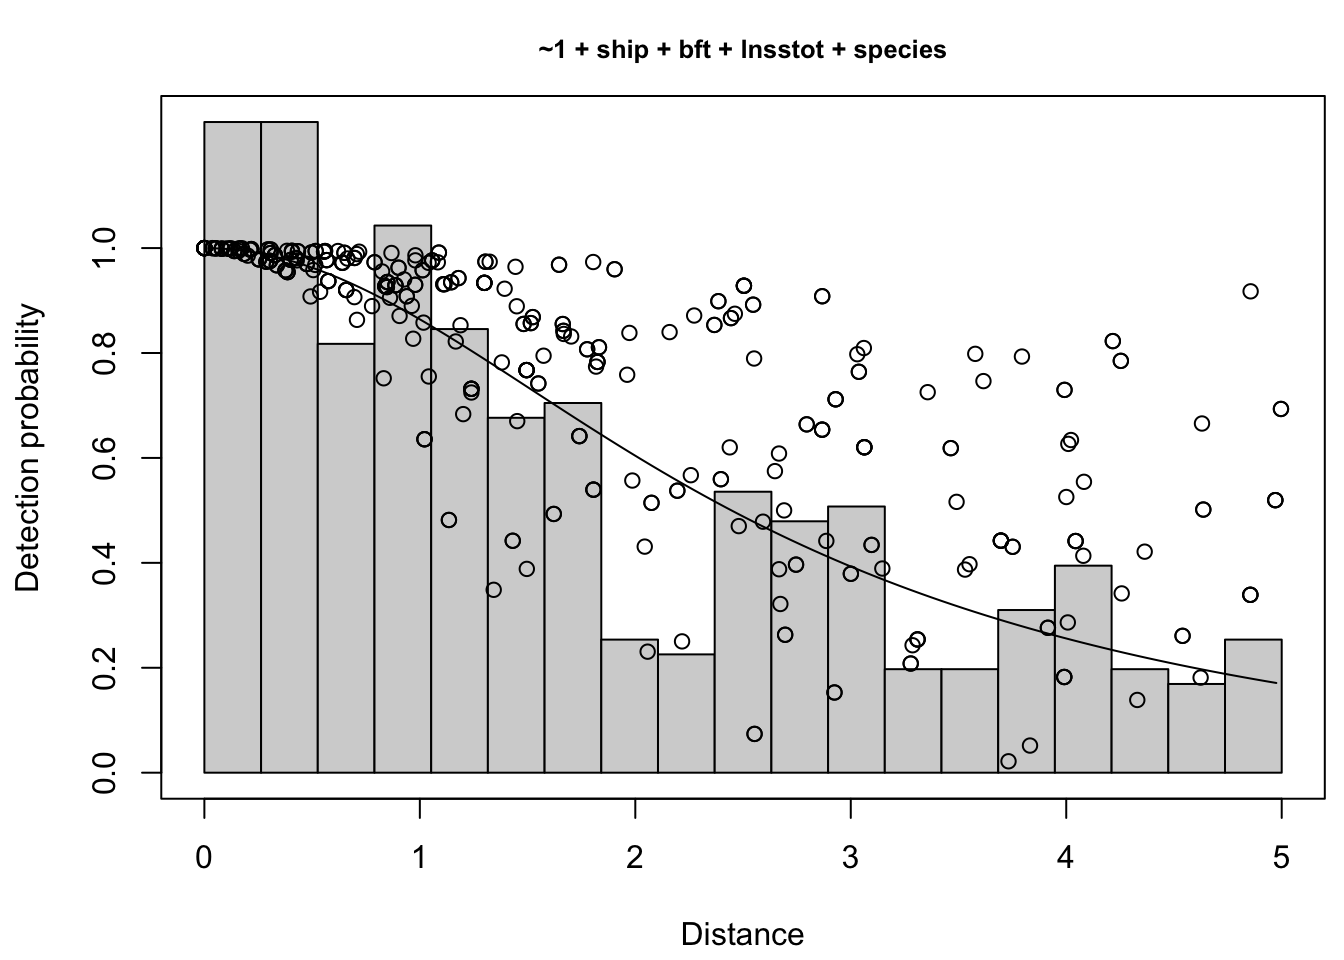 ~1 + ship + bft + lnsstot + species
Detection probability
1.0
0.8
0.6
0.4
0.2
0.0
0 1 2 3 4 5
Distance